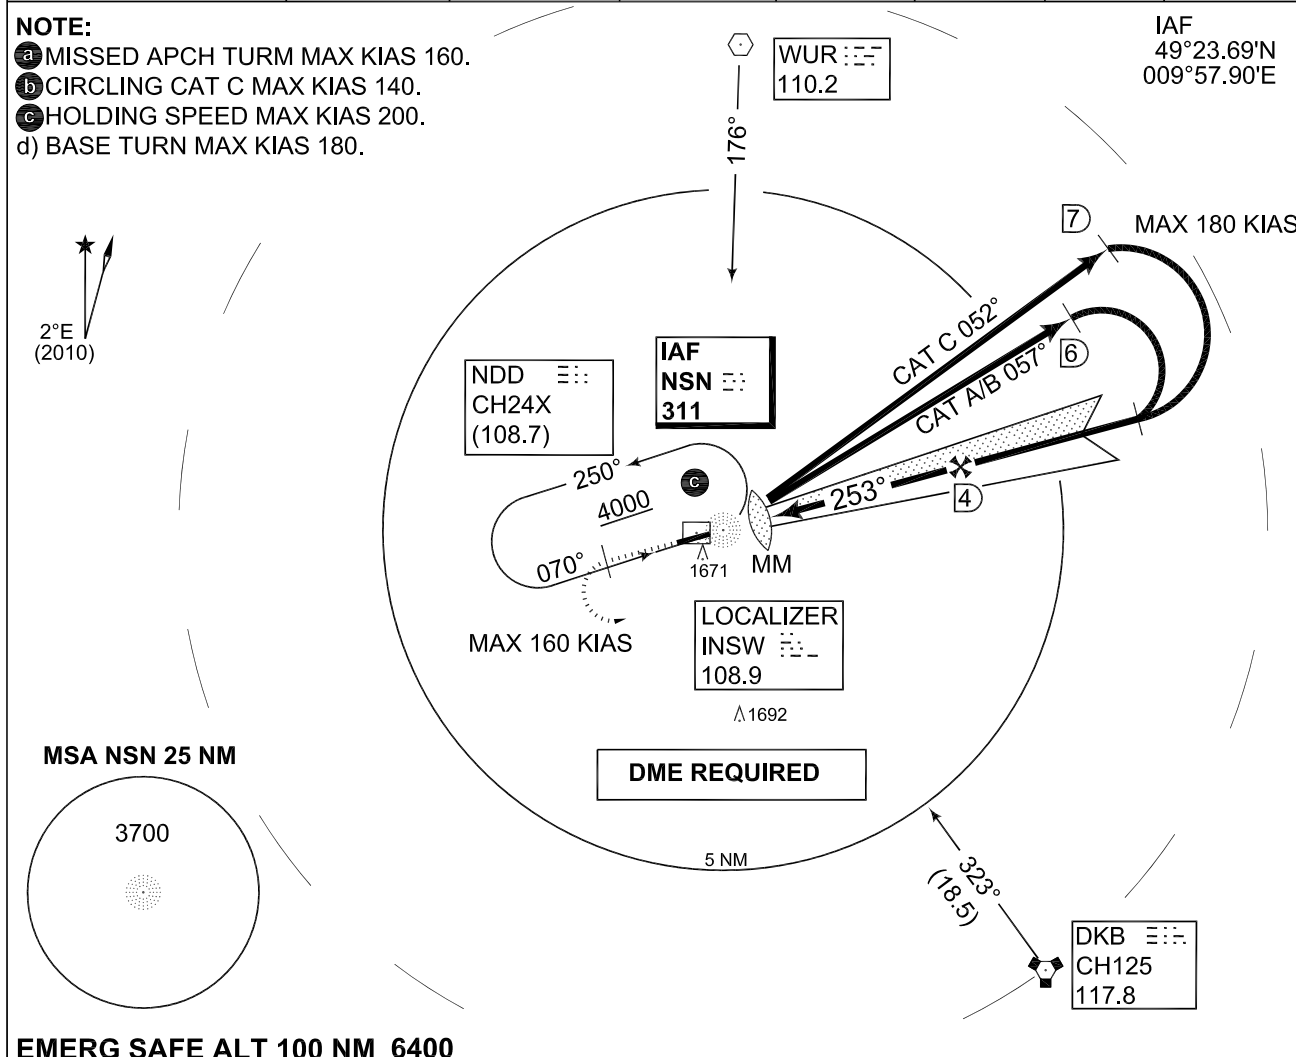 NOTE:
a MISSED APCH TURM MAX KIAS 160.
b CIRCLING CAT C MAX KIAS 140.
c HOLDING SPEED MAX KIAS 200.
d) BASE TURN MAX KIAS 180.
WUR
110.2
IAF
49°23.69'N
009°57.90'E
176°
7
MAX 180 KIAS
2°E
(2010)
CAT C 052°
6
CAT A/B 057°
IAF
NSN
311
NDD
CH24X
(108.7)
250°
c
4000
253°
4
070°
1671
MM
MAX 160 KIAS
LOCALIZER
INSW
108.9
1692
MSA NSN 25 NM
DME REQUIRED
3700
5 NM
323°
(18.5)
DKB
CH125
117.8
EMERG SAFE ALT 100 NM 6400